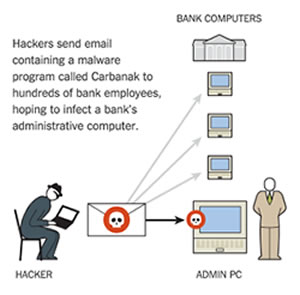 BANK COMPUTERS
Hackers send email
containing a malware
program called Carbanak to
hundreds of bank employees,
hoping to infect a bank's
administrative computer.
HACKER
ADMIN PC